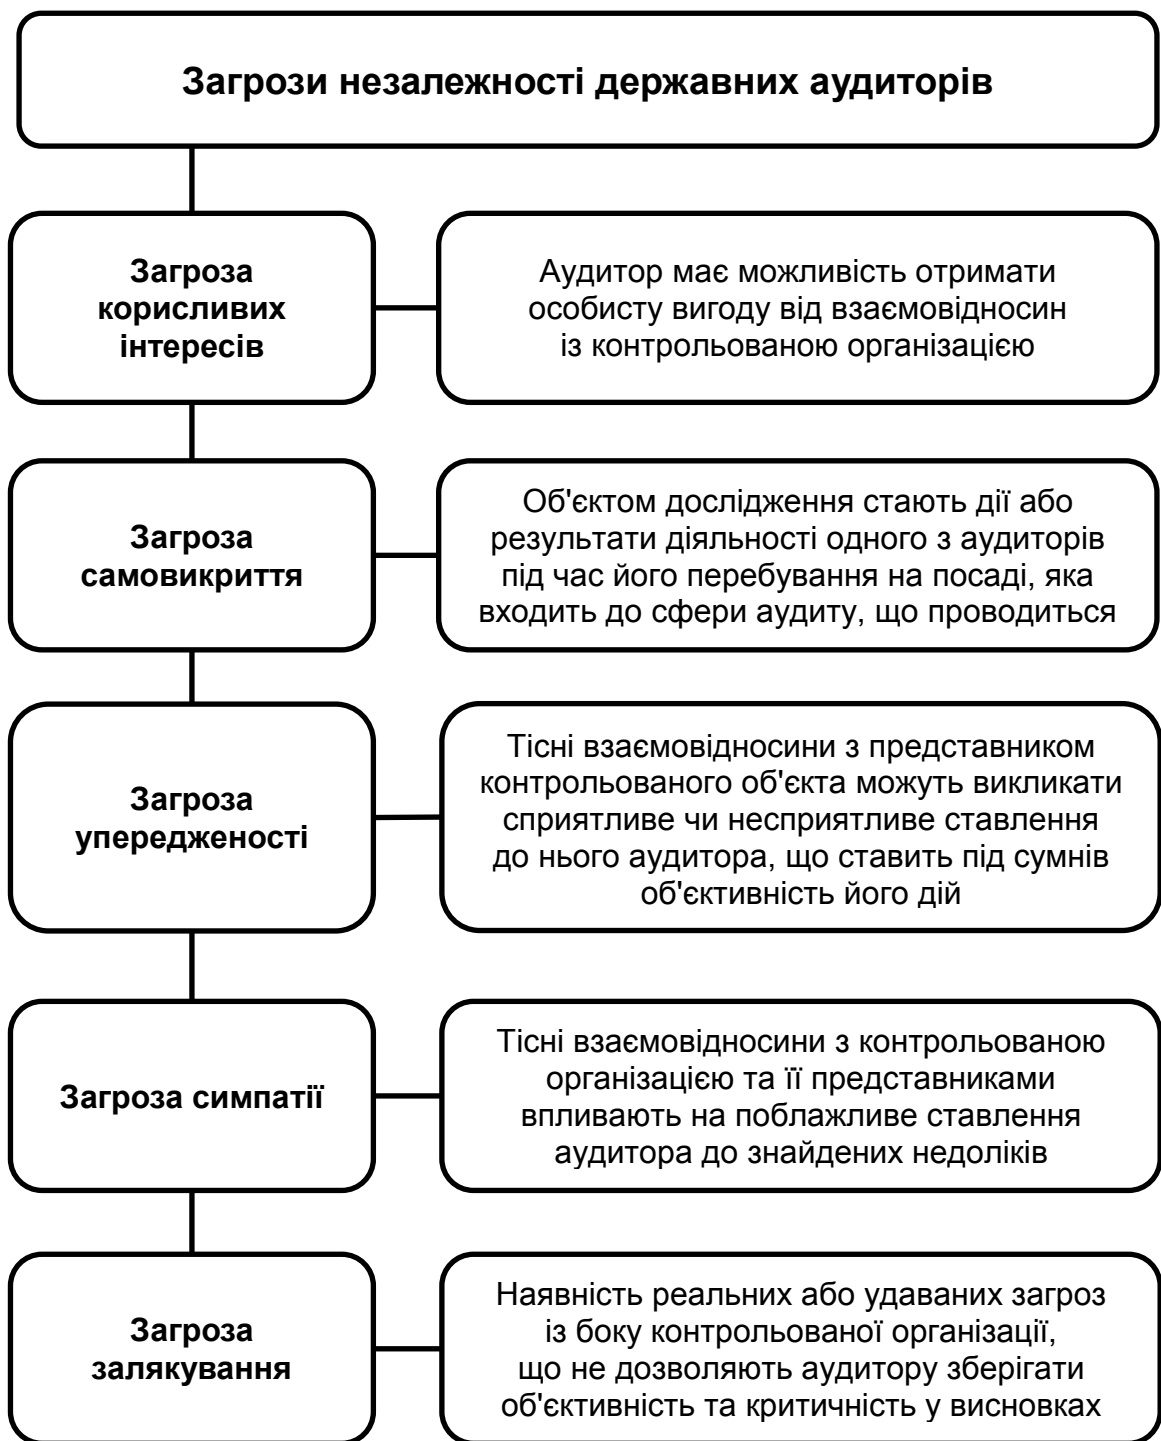 Загрози незалежності державних аудиторів
Загроза
корисливих
інтересів
Аудитор має можливість отримати
особисту вигоду від взаємовідносин
із контрольованою організацією
Загроза
самовикриття
Об'єктом дослідження стають дії або
результати діяльності одного з аудиторів
під час його перебування на посаді, яка
входить до сфери аудиту, що проводиться
Загроза
упередженості
Тісні взаємовідносини з представником
контрольованого об'єкта можуть викликати
сприятливе чи несприятливе ставлення
до нього аудитора, що ставить під сумнів
об'єктивність його дій
Загроза симпатії
Тісні взаємовідносини з контрольованою
організацією та її представниками
впливають на поблажливе ставлення
аудитора до знайдених недоліків
Загроза
залякування
Наявність реальних або удаваних загроз
із боку контрольованої організації,
що не дозволяють аудитору зберігати
об'єктивність та критичність у висновках